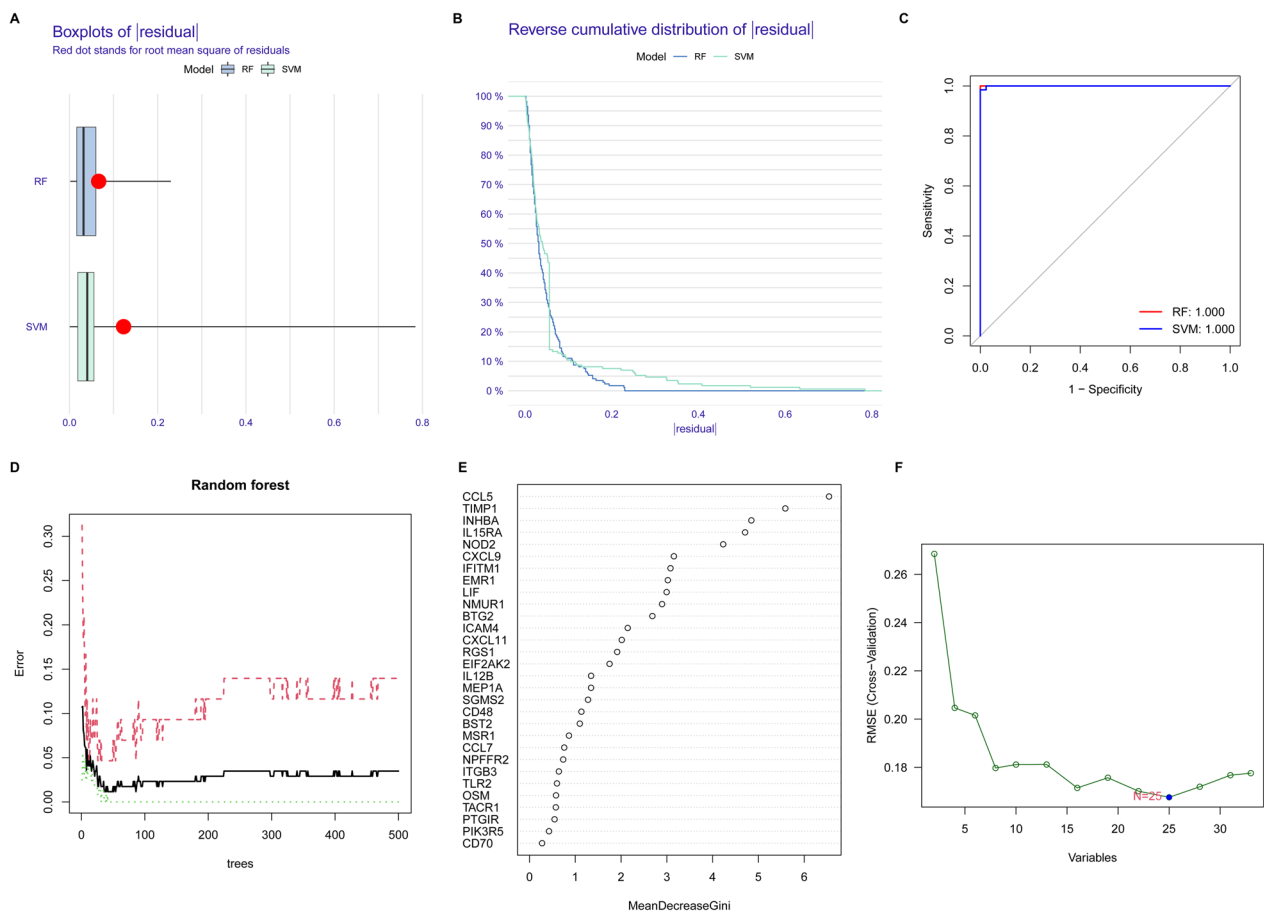 A
Boxplots of |residual|
Red dot stands for root mean square of residuals
Model RF SVM
RF
SVM
0.0 0.2 0.4 0.6 0.8
B
Reverse cumulative distribution of |residual|
Model RF SVM
100 %
90 %
80 %
70 %
60 %
50 %
40 %
30 %
20 %
10 %
0 %
0.0 0.2 0.4 0.6 0.8
|residual|
C
Sensitivity
1.0
0.8
0.6
0.4
0.2
0.0
RF: 1.000
SVM: 1.000
0.0 0.2 0.4 0.6 0.8 1.0
1 − Specificity
D
Random forest
Error
0.30
0.25
0.20
0.15
0.10
0.05
0.00
0 100 200 300 400 500
trees
E
CCL5
TIMP1
INHBA
IL15RA
NOD2
CXCL9
IFITM1
EMR1
LIF
NMUR1
BTG2
ICAM4
CXCL11
RGS1
EIF2AK2
IL12B
MEP1A
SGMS2
CD48
BST2
MSR1
CCL7
NPFFR2
ITGB3
TLR2
OSM
TACR1
PTGIR
PIK3R5
CD70
0 1 2 3 4 5 6
MeanDecreaseGini
F
RMSE (Cross−Validation)
0.26
0.24
0.22
0.20
0.18
N=25
5 10 15 20 25 30
Variables